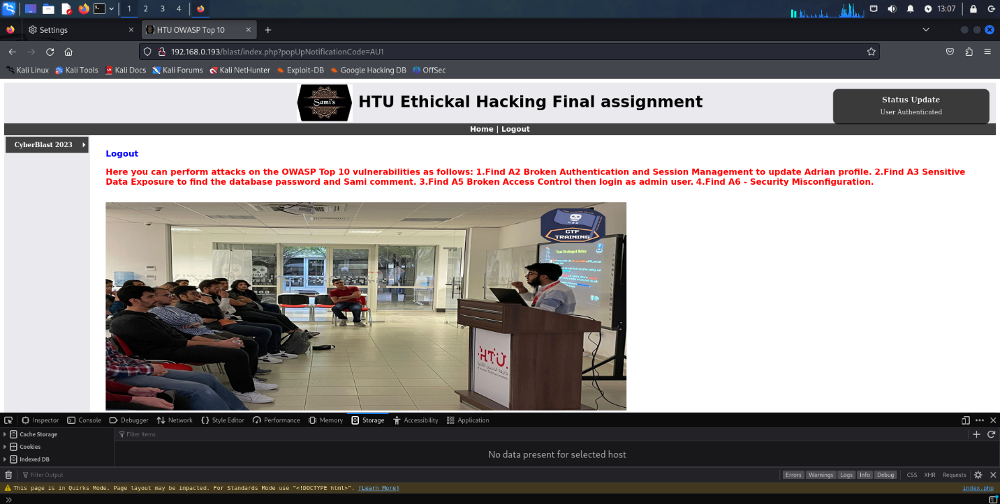 1 2 3 4 13:07
Settings HTU OWASP Top 10
192.168.0.193/blast/index.php?popUpNotificationCode=AU1
Kali Linux Kali Tools Kali Docs Kali Forums Kali NetHunter Exploit-DB Google Hacking DB OffSec
Sami's HTU Ethickal Hacking Final assignment
Status Update
User Authenticated
Home | Logout
CyberBlast 2023
Logout
Here you can perform attacks on the OWASP Top 10 vulnerabilities as follows: 1.Find A2 Broken Authentication and Session Management to update Adrian profile. 2.Find A3 Sensitive
Data Exposure to find the database password and Sami comment. 3.Find A5 Broken Access Control then login as admin user. 4.Find A6 - Security Misconfiguration.
CTF
TRAINING
HTU
Inspector Console Debugger Network Style Editor Performance Memory Storage Accessibility Application
Cache Storage Filter Items
Cookies
Indexed DB
No data present for selected host
Filter Output Errors Warnings Logs Info Debug CSS XHR Requests
This page is in Quirks Mode. Page layout may be impacted. For Standards Mode use "<!DOCTYPE html>". [Learn More] index.php